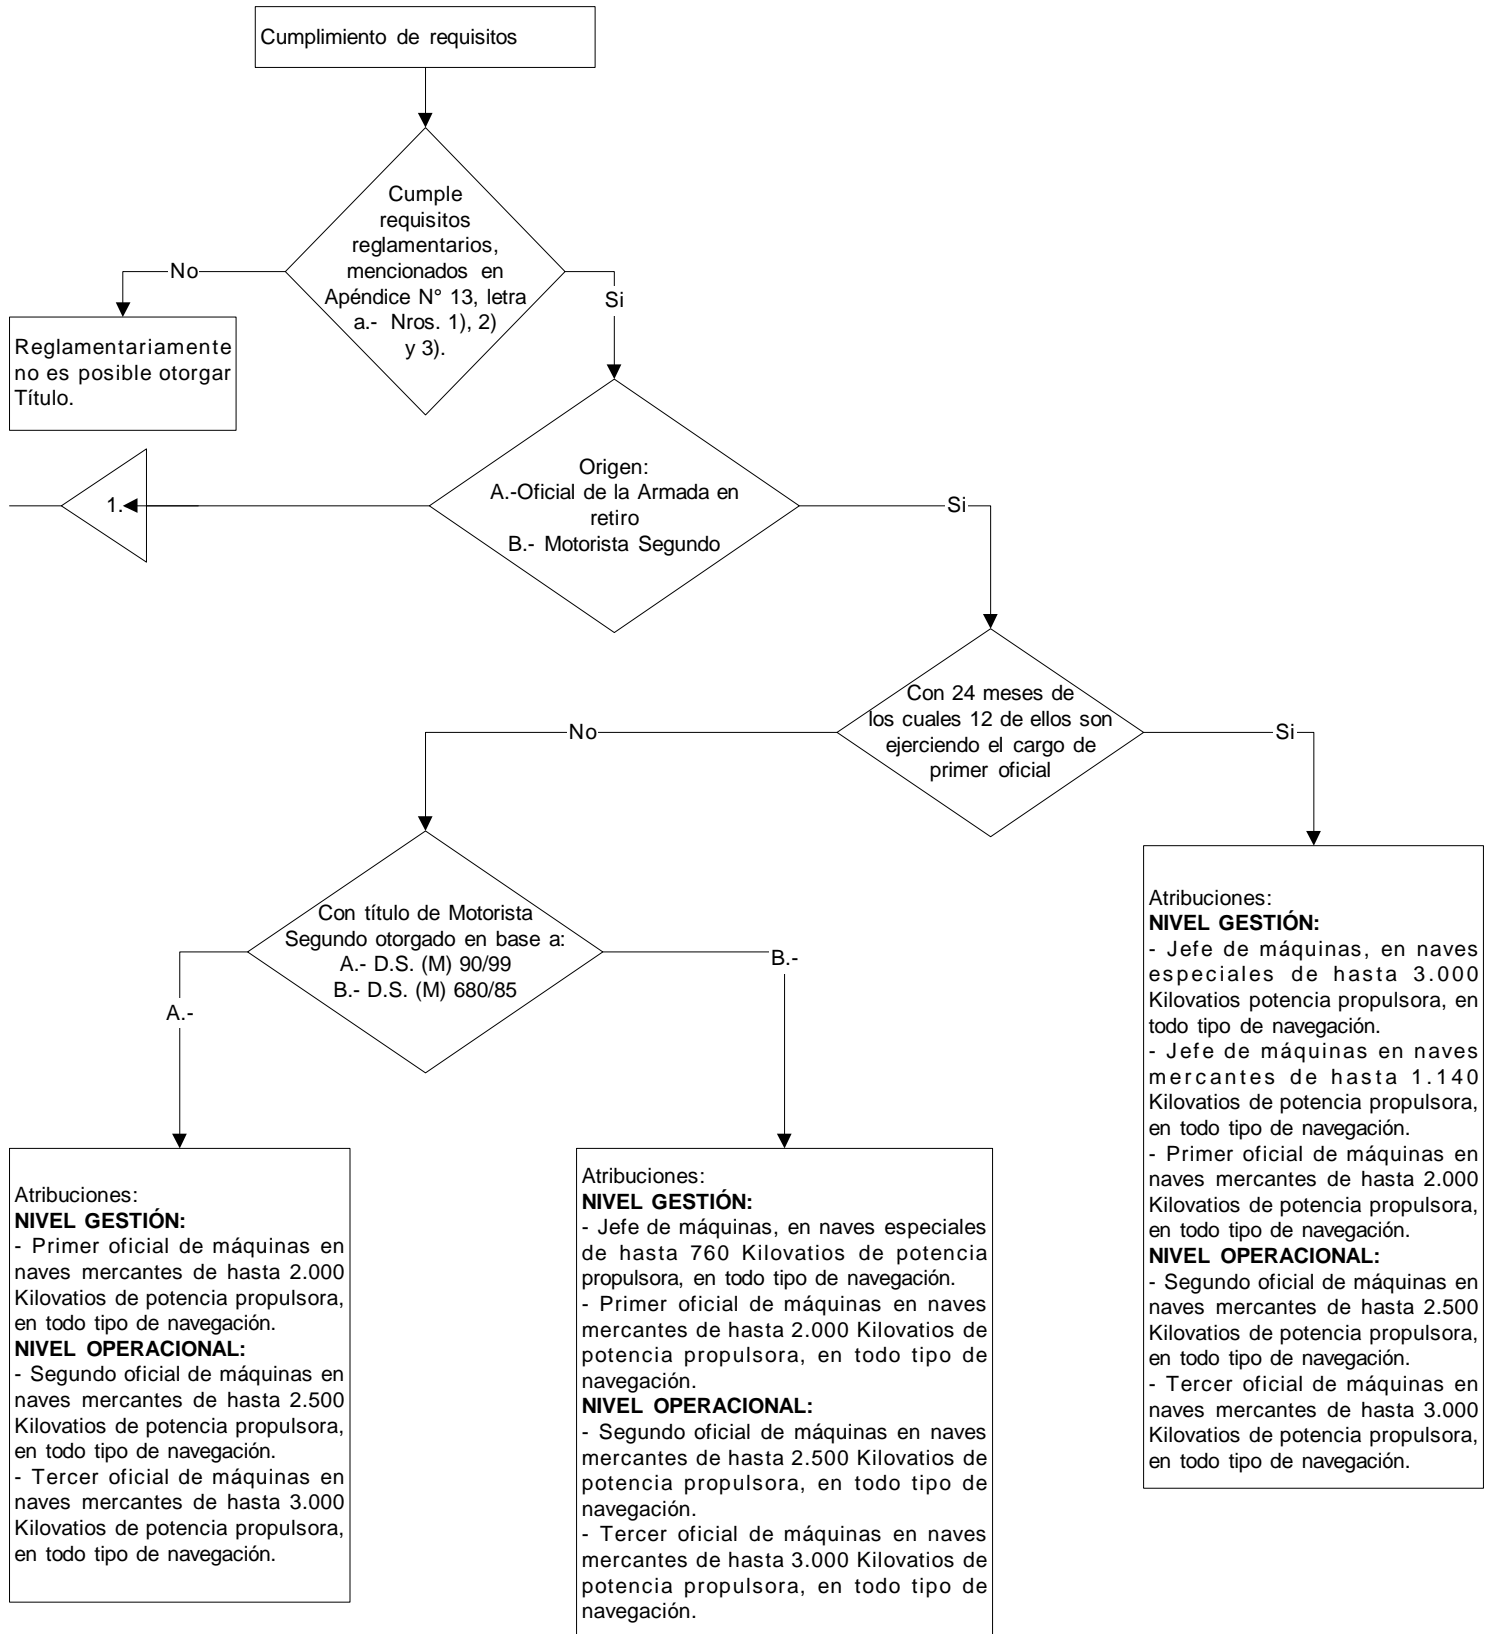 Cumplimiento de requisitos
Cumple
requisitos
reglamentarios,
mencionados en
Apéndice N° 13, letra
a.- Nros. 1), 2)
y 3).
No
Si
Reglamentariamente
no es posible otorgar
Título.
Origen:
A.-Oficial de la Armada en
retiro
B.- Motorista Segundo
1.
Si
Con 24 meses de
los cuales 12 de ellos son
ejerciendo el cargo de
primer oficial
No
Si
Con título de Motorista
Segundo otorgado en base a:
A.- D.S. (M) 90/99
B.- D.S. (M) 680/85
A.-
B.-
Atribuciones:
NIVEL GESTIÓN:
- Jefe de máquinas, en naves
especiales de hasta 3.000
Kilovatios potencia propulsora, en
todo tipo de navegación.
- Jefe de máquinas en naves
mercantes de hasta 1.140
Kilovatios de potencia propulsora,
en todo tipo de navegación.
- Primer oficial de máquinas en
naves mercantes de hasta 2.000
Kilovatios de potencia propulsora,
en todo tipo de navegación.
NIVEL OPERACIONAL:
- Segundo oficial de máquinas en
naves mercantes de hasta 2.500
Kilovatios de potencia propulsora,
en todo tipo de navegación.
- Tercer oficial de máquinas en
naves mercantes de hasta 3.000
Kilovatios de potencia propulsora,
en todo tipo de navegación.
Atribuciones:
NIVEL GESTIÓN:
- Primer oficial de máquinas en
naves mercantes de hasta 2.000
Kilovatios de potencia propulsora,
en todo tipo de navegación.
NIVEL OPERACIONAL:
- Segundo oficial de máquinas en
naves mercantes de hasta 2.500
Kilovatios de potencia propulsora,
en todo tipo de navegación.
- Tercer oficial de máquinas en
naves mercantes de hasta 3.000
Kilovatios de potencia propulsora,
en todo tipo de navegación.
Atribuciones:
NIVEL GESTIÓN:
- Jefe de máquinas, en naves especiales
de hasta 760 Kilovatios de potencia
propulsora, en todo tipo de navegación.
- Primer oficial de máquinas en naves
mercantes de hasta 2.000 Kilovatios de
potencia propulsora, en todo tipo de
navegación.
NIVEL OPERACIONAL:
- Segundo oficial de máquinas en naves
mercantes de hasta 2.500 Kilovatios de
potencia propulsora, en todo tipo de
navegación.
- Tercer oficial de máquinas en naves
mercantes de hasta 3.000 Kilovatios de
potencia propulsora, en todo tipo de
navegación.